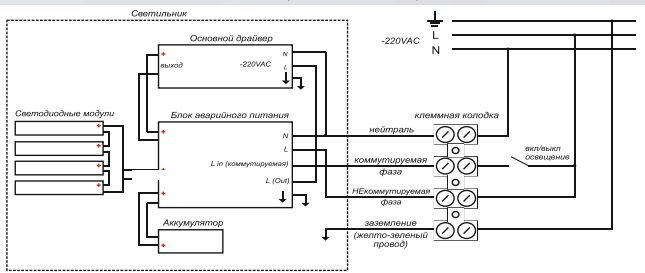 Светильник
Основной драйвер
N
выход
-220VAC
L
Светодиодные модули
Блок аварийного питания
N
L
L in (коммутируемая)
L (Out)
Аккумулятор
-220VAC
L
N
клеммная колодка
нейтраль
коммутируемая
фаза
НЕкоммутируемая
фаза
заземление
(желто-зеленый
провод)
вкл/выкл
освещение